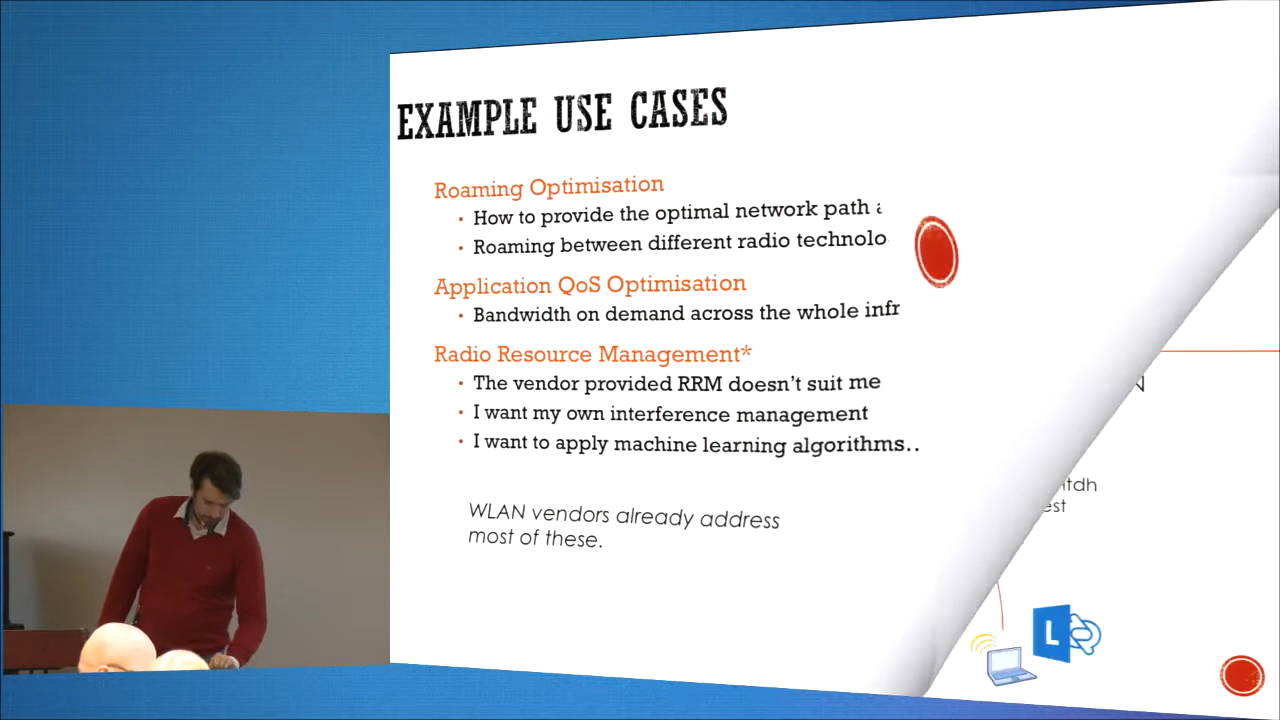 EXAMPLE USE CASES
Roaming Optimisation
How to provide the optimal network path
Roaming between different radio technolo
Application QoS Optimisation
Bandwidth on demand across the whole infr
Radio Resource Management*
The vendor provided RRM doesn't suit me
I want my own interference management
I want to apply machine learning algorithms..
WLAN vendors already address
most of these.
N
est
L